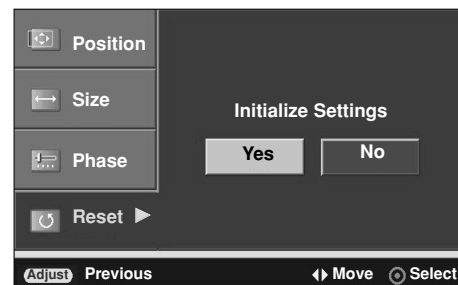 Position
Size
Phase
Reset
Initialize Settings
Yes No
Adjust Previous Move Select